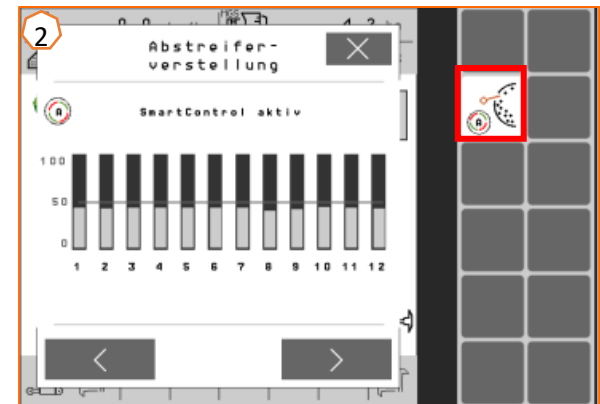 2
MGS
Abstreifer-
verstellung
SmartControl aktiv
A
A
100
50
0
1 2 3 4 5 6 7 8 9 10 11 12